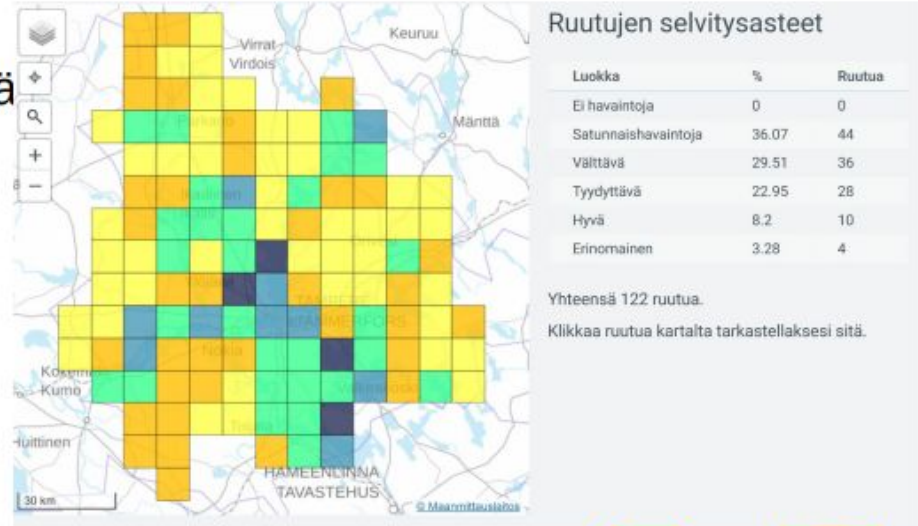 ä
Virrat
Virdois
Keuruu
Mänttä
Parkano
Ikaalinen
TAMPERE
TAMMERFORS
Nokia
Kokem
Kumo
Huittinen
HÄMEENLINNA
TAVASTEHUS
30 km
© Maanmittauslaitos
Ruutujen selvitysasteet
Luokka % Ruutua
Ei havaintoja 0 0
Satunnaishavaintoja 36.07 44
Välttävä 29.51 36
Tyydyttävä 22.95 28
Hyvä 8.2 10
Erinomainen 3.28 4
Yhteensä 122 ruutua.
Klikkaa ruutua kartalta tarkastellaksesi sitä.